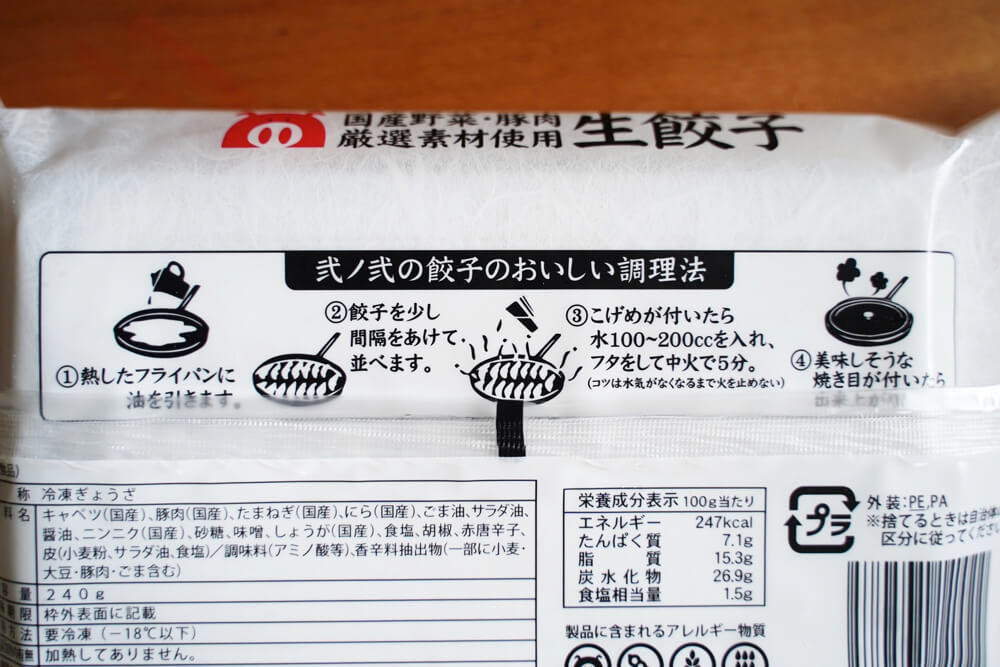 国産野菜・豚肉
厳選素材使用
生餃子
弐ノ弐の餃子のおいしい調理法
①熱したフライパンに
油を引きます。
②餃子を少し
間隔をあけて、
並べます。
③こげめが付いたら
水100~200ccを入れ、
フタをして中火で5分。
(コツは水気がなくなるまで火を止めない)
④美味しそうな
焼き目が付いたら
出来上がり
称 冷凍ぎょうざ
料名 キャベツ(国産)、豚肉(国産)、たまねぎ(国産)、にら(国産)、ごま油、サラダ油、
醤油、ニンニク(国産)、砂糖、味噌、しょうが(国産)、食塩、胡椒、赤唐辛子、
皮(小麦粉、サラダ油、食塩)／調味料(アミノ酸等)、香辛料抽出物(一部に小麦・
大豆・豚肉・ごま含む)
量 240g
期限 枠外表面に記載
方法 要冷凍(－18℃以下)
加熱してありません。
栄養成分表示 100g当たり
エネルギー 247kcal
たんぱく質 7.1g
脂質 15.3g
炭水化物 26.9g
食塩相当量 1.5g
製品に含まれるアレルギー物質
プラ
外装:PE,PA
※捨てるときは自治体
区分に従ってくだ